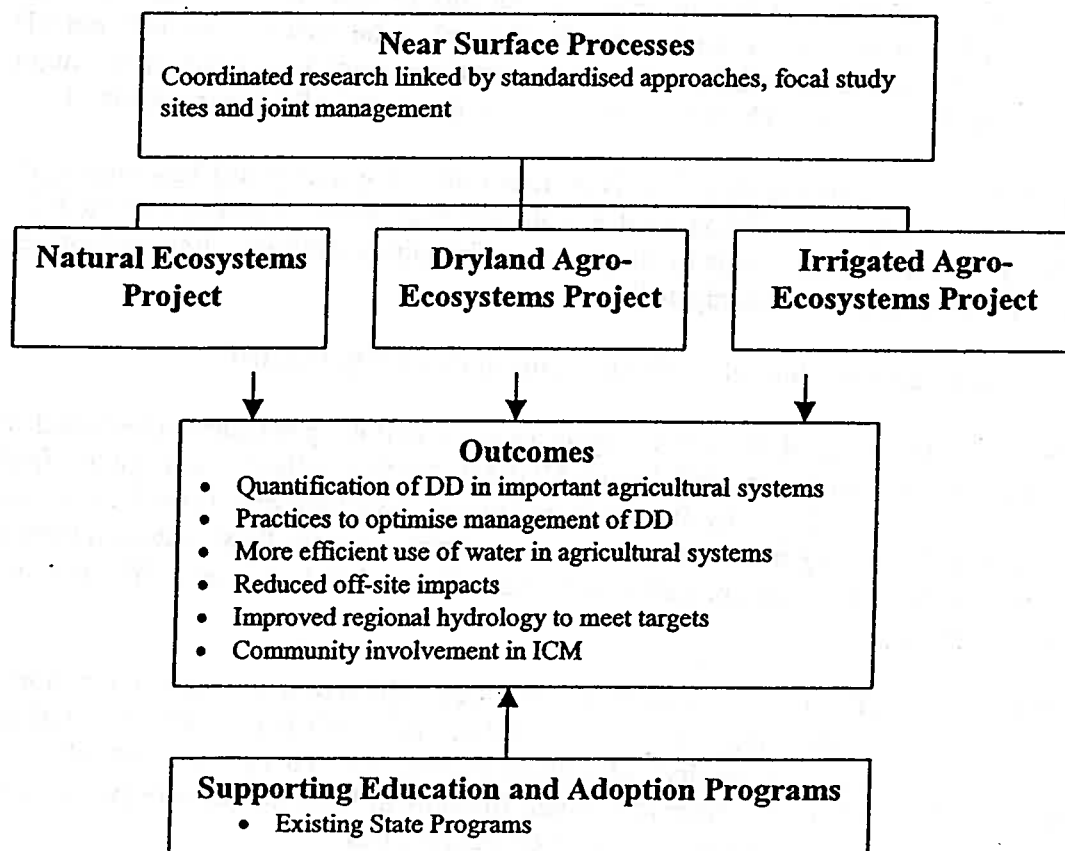 Near Surface Processes
Coordinated research linked by standardised approaches, focal study
sites and joint management
Natural Ecosystems
Project
Dryland Agro-
Ecosystems Project
Irrigated Agro-
Ecosystems Project
Outcomes
• Quantification of DD in important agricultural systems
• Practices to optimise management of DD
• More efficient use of water in agricultural systems
• Reduced off-site impacts
• Improved regional hydrology to meet targets
• Community involvement in ICM
Supporting Education and Adoption Programs
• Existing State Programs